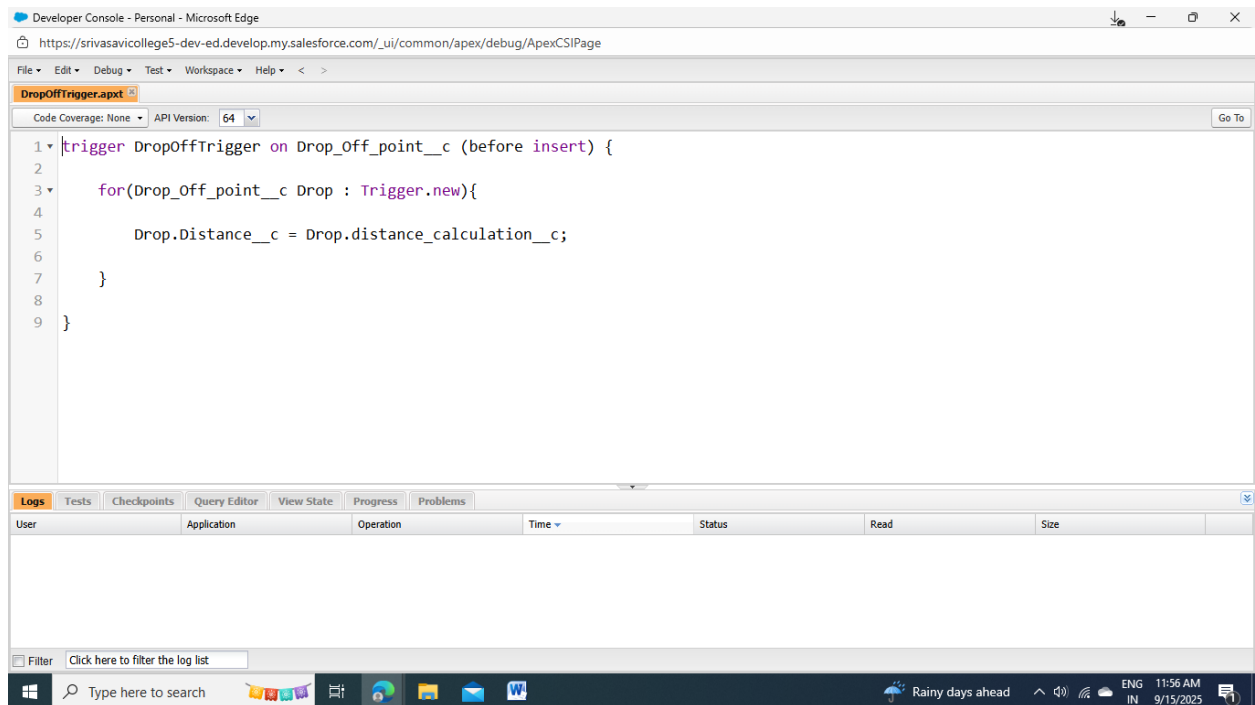 Developer Console - Personal - Microsoft Edge
https://srivasavicollege5-dev-ed.develop.my.salesforce.com/_ui/common/apex/debug/ApexCSIPage
File Edit Debug Test Workspace Help < >
DropOffTrigger.apxt
Code Coverage: None API Version: 64 Go To
1 trigger DropOffTrigger on Drop_Off_point__c (before insert) {
2
3 for(Drop_Off_point__c Drop : Trigger.new){
4
5 Drop.Distance__c = Drop.distance_calculation__c;
6
7 }
8
9 }
Logs Tests Checkpoints Query Editor View State Progress Problems
User Application Operation Time Status Read Size
Filter Click here to filter the log list
Type here to search Rainy days ahead ENG 11:56 AM
IN 9/15/2025 1